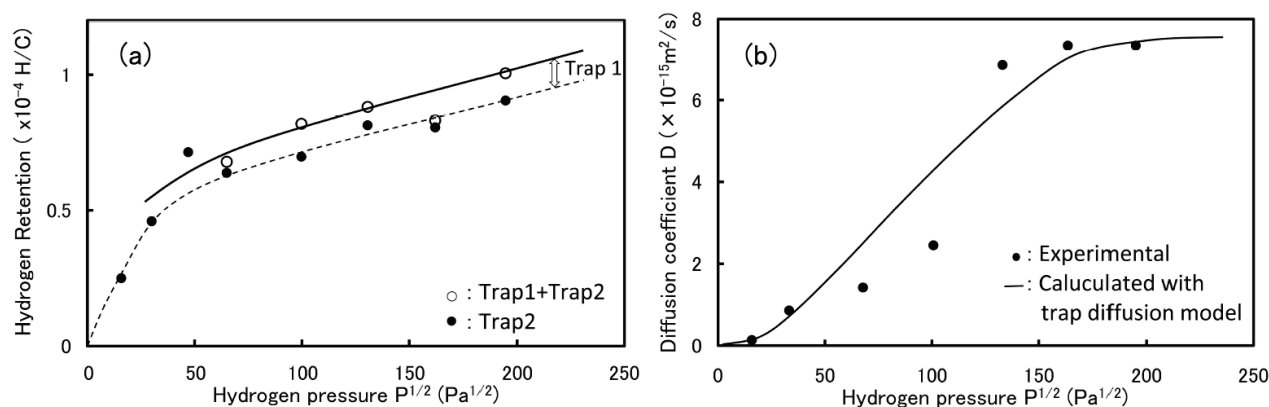 (a)
Hydrogen Retention ( x10⁻⁴ H/C)
1
0.5
0
Trap 1
○ : Trap1+Trap2
● : Trap2
0 50 100 150 200 250
Hydrogen pressure P^1/2 (Pa^1/2)
(b)
Diffusion coefficient D (×10⁻¹⁵m²/s)
8
6
4
2
0
● : Experimental
— : Caluculated with
trap diffusion model
0 50 100 150 200 250
Hydrogen pressure P^1/2 (Pa^1/2)